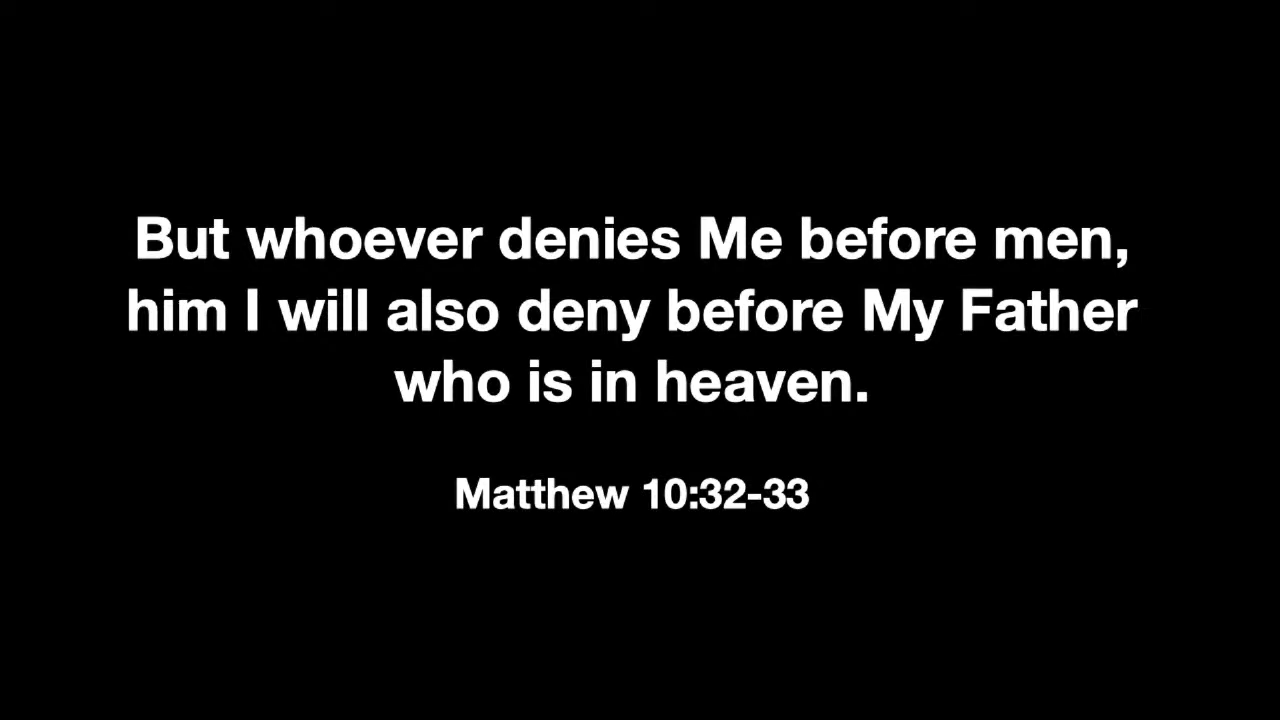 But whoever denies Me before men,
him I will also deny before My Father
who is in heaven.
Matthew 10:32-33